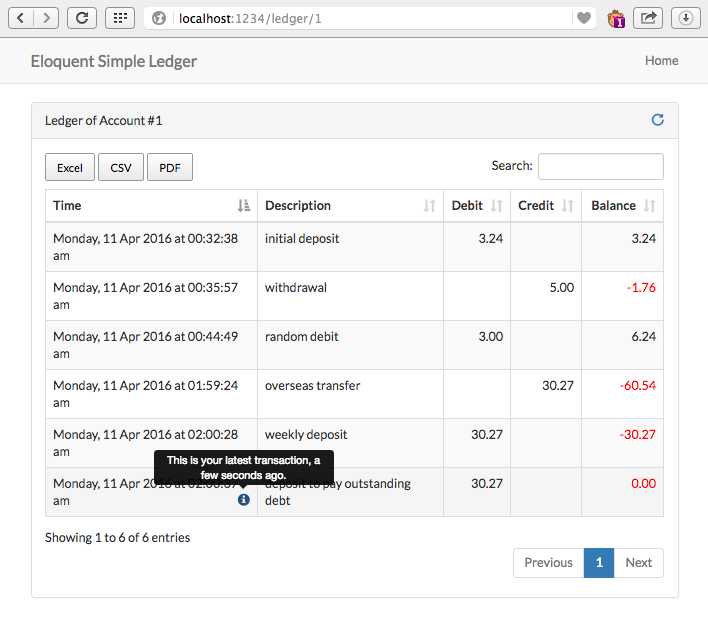 localhost:1234/ledger/1
1
Eloquent Simple Ledger
Home
Ledger of Account #1
Excel CSV PDF Search:
Time Description Debit Credit Balance
Monday, 11 Apr 2016 at 00:32:38 initial deposit 3.24 3.24
am
Monday, 11 Apr 2016 at 00:35:57 withdrawal 5.00 -1.76
am
Monday, 11 Apr 2016 at 00:44:49 random debit 3.00 6.24
am
Monday, 11 Apr 2016 at 01:59:24 overseas transfer 30.27 -60.54
am
Monday, 11 Apr 2016 at 02:00:28 weekly deposit 30.27 -30.27
am
This is your latest transaction, a
few seconds ago.
Monday, 11 Apr 2016 at deposit to pay outstanding 30.27 0.00
am debt
Showing 1 to 6 of 6 entries
Previous 1 Next